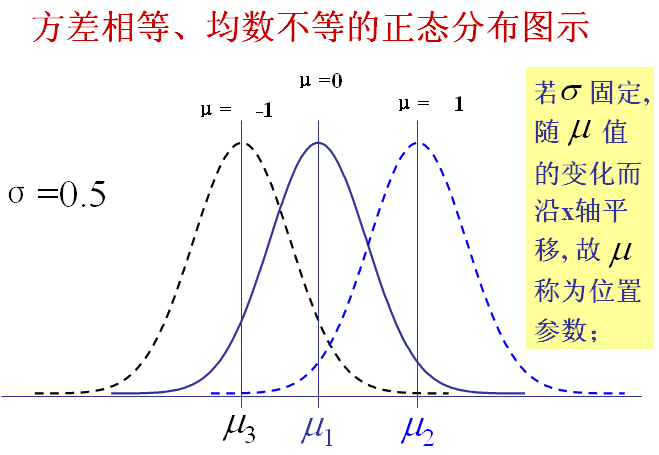 方差相等、均数不等的正态分布图示
μ =0
μ = -1
μ = 1
σ =0.5
若σ固定,
随 μ 值
的变化而
沿x轴平
移, 故 μ
称为位置
参数；
μ3
μ1
μ2